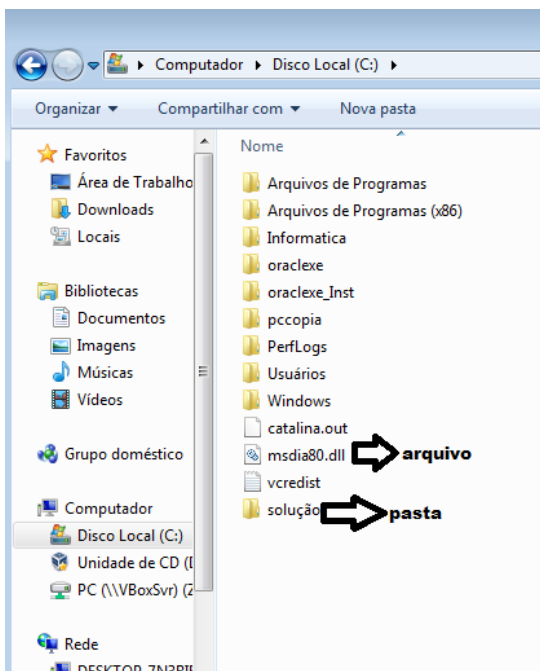 Computador Disco Local (C:)
Organizar Compartilhar com Nova pasta
Favoritos
Área de Trabalho
Downloads
Locais
Bibliotecas
Documentos
Imagens
Músicas
Vídeos
Grupo doméstico
Computador
Disco Local (C:)
Unidade de CD (
PC (\\VBoxSvr) (
Rede
Nome
Arquivos de Programas
Arquivos de Programas (x86)
Informatica
oraclexe
oraclexe_Inst
pccopia
PerfLogs
Usuários
Windows
catalina.out
msdia80.dll arquivo
vcredist
solução pasta